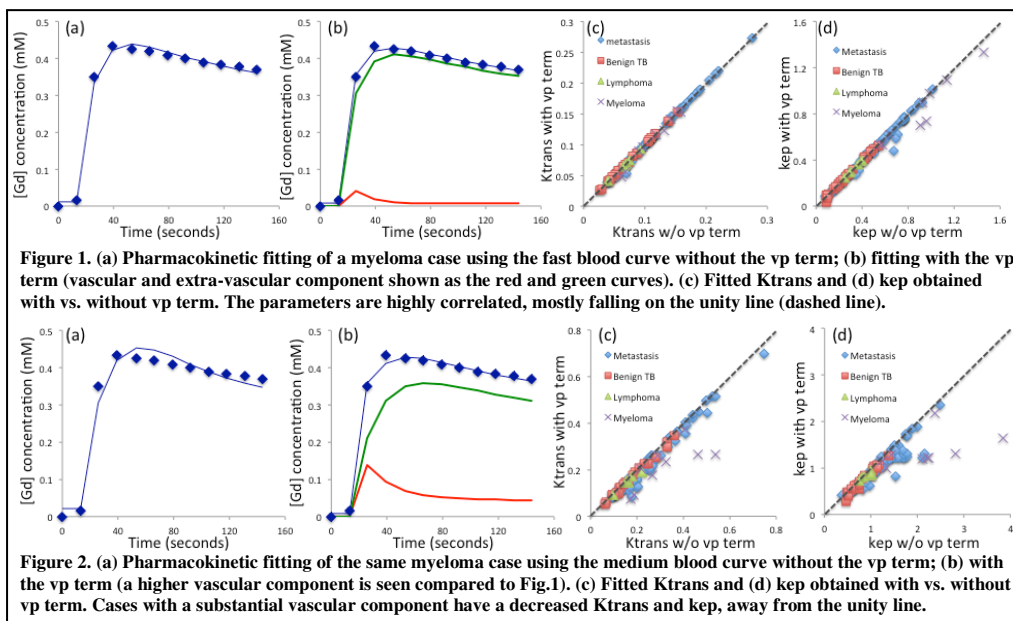 (a)
(b)
(c)
(d)
[Gd] concentration (mM)
0.5
0.4
0.3
0.2
0.1
0
0 40 80 120 160
Time (seconds)
[Gd] concentration (mM)
0.5
0.4
0.3
0.2
0.1
0
0 40 80 120 160
Time (seconds)
Ktrans with vp term
0.25
0.15
0.05
0 0.1 0.2 0.3
Ktrans w/o vp term
metastasis
Benign TB
Lymphoma
Myeloma
kep with vp term
1.6
1.2
0.8
0.4
0
0 0.4 0.8 1.2 1.6
kep w/o vp term
Metastasis
Benign TB
Lymphoma
Myeloma
Figure 1. (a) Pharmacokinetic fitting of a myeloma case using the fast blood curve without the vp term; (b) fitting with the vp
term (vascular and extra-vascular component shown as the red and green curves). (c) Fitted Ktrans and (d) kep obtained
with vs. without vp term. The parameters are highly correlated, mostly falling on the unity line (dashed line).
(a)
(b)
(c)
(d)
[Gd] concentration (mM)
0.5
0.4
0.3
0.2
0.1
0
0 40 80 120 160
Time (seconds)
[Gd] concentration (mM)
0.5
0.4
0.3
0.2
0.1
0
0 40 80 120 160
Time (seconds)
Ktrans with vp term
0.8
0.6
0.4
0.2
0
0 0.2 0.4 0.6 0.8
Ktrans w/o vp term
Metastasis
Benign TB
Lymphoma
Myeloma
kep with vp term
4
3
2
1
0
0 1 2 3 4
kep w/o vp term
Metastasis
Benign TB
Lymphoma
Myeloma
Figure 2. (a) Pharmacokinetic fitting of the same myeloma case using the medium blood curve without the vp term; (b) with
the vp term (a higher vascular component is seen compared to Fig.1). (c) Fitted Ktrans and (d) kep obtained with vs. without
vp term. Cases with a substantial vascular component have a decreased Ktrans and kep, away from the unity line.